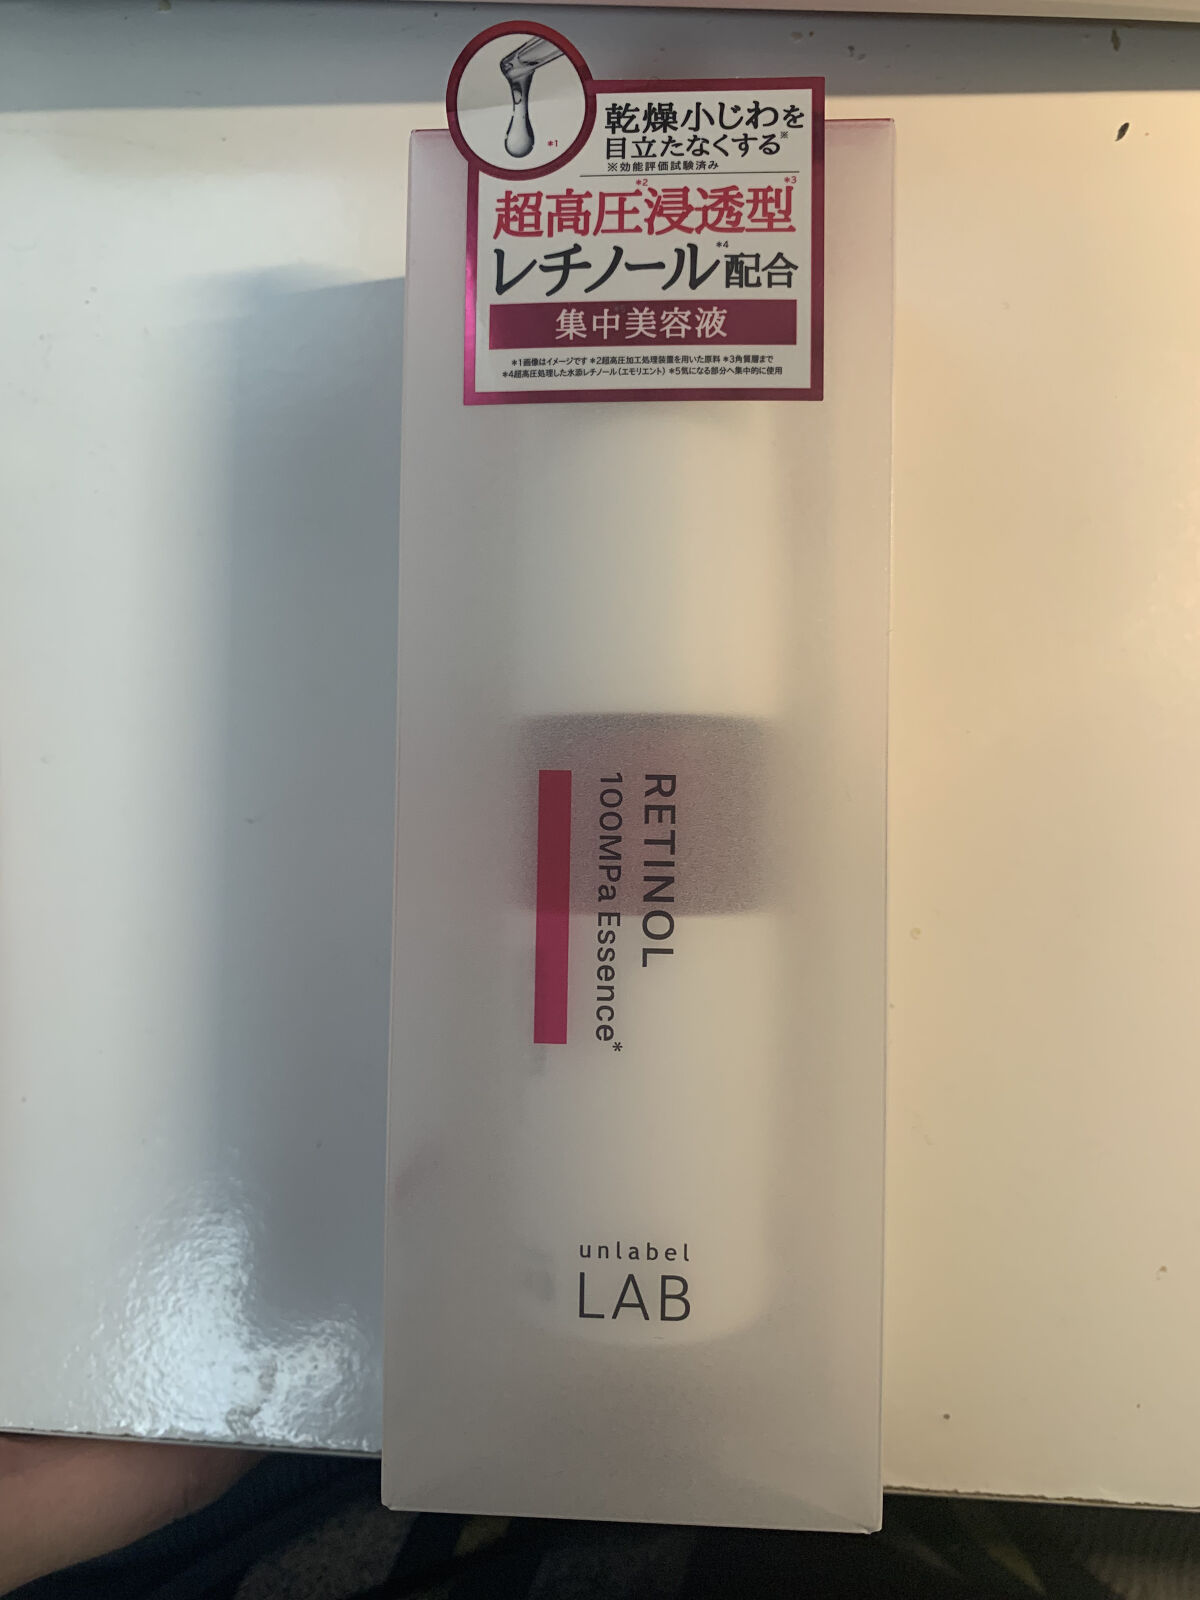 *1
乾燥小じわを
目立たなくする※
※効能評価試験済み
超高圧*2浸透型*3
レチノール*4配合
集中美容液
*1画像はイメージです *2超高圧加工処理装置を用いた原料 *3角質層まで
*4超高圧処理した水添レチノール(エモリエント) *5気になる部分へ集中的に使用
RETINOL
100MPa Essence*
unlabel
LAB